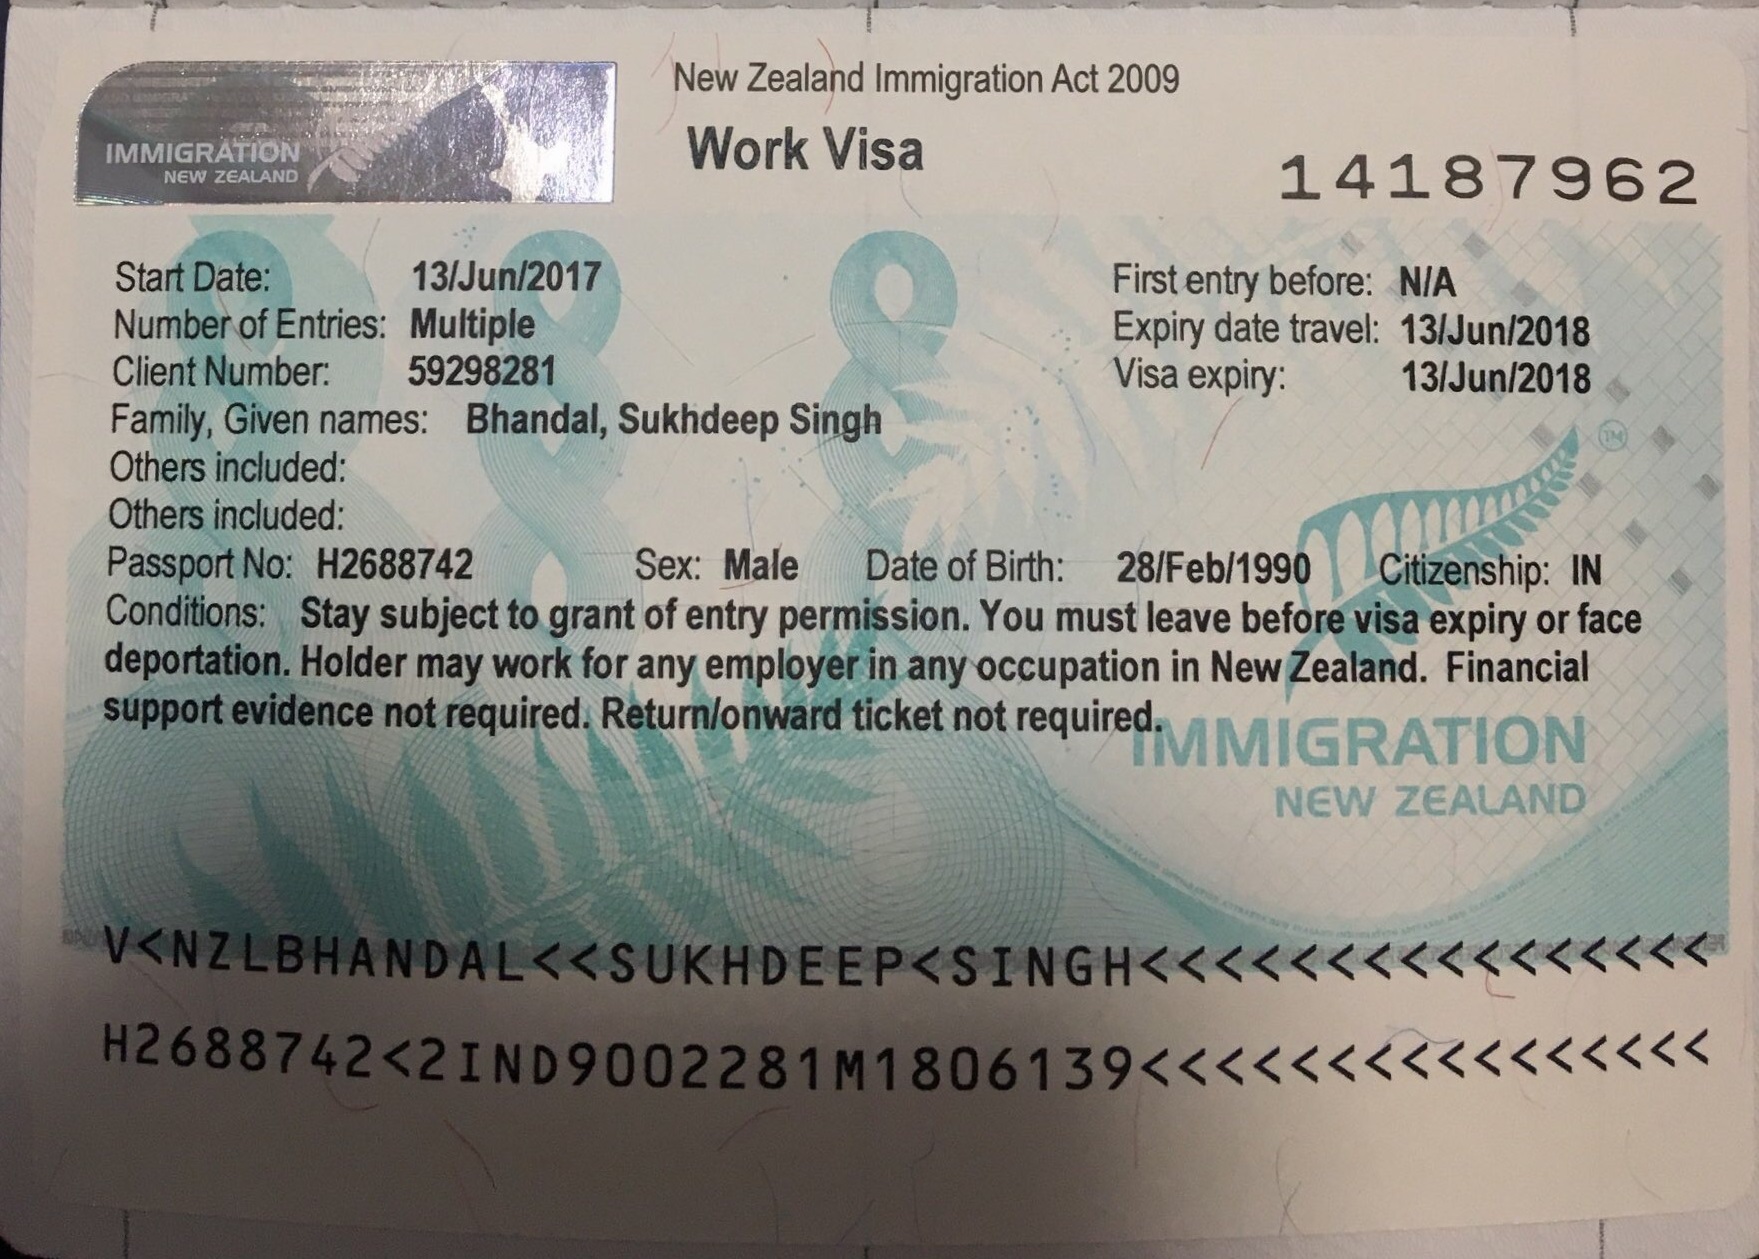 IMMIGRATION
NEW ZEALAND
New Zealand Immigration Act 2009
Work Visa
14187962
Start Date: 13/Jun/2017 First entry before: N/A
Number of Entries: Multiple Expiry date travel: 13/Jun/2018
Client Number: 59298281 Visa expiry: 13/Jun/2018
Family, Given names: Bhandal, Sukhdeep Singh
Others included:
Others included:
TM
Passport No: H2688742 Sex: Male Date of Birth: 28/Feb/1990 Citizenship: IN
Conditions: Stay subject to grant of entry permission. You must leave before visa expiry or face
deportation. Holder may work for any employer in any occupation in New Zealand. Financial
support evidence not required. Return/onward ticket not required.
IMMIGRATION
NEW ZEALAND
V<NZLBHANDAL<<SUKHDEEP<SINGH<<<<<<<<<<<<<<<<
H2688742<2IND9002281M1806139<<<<<<<<<<<<<<<<